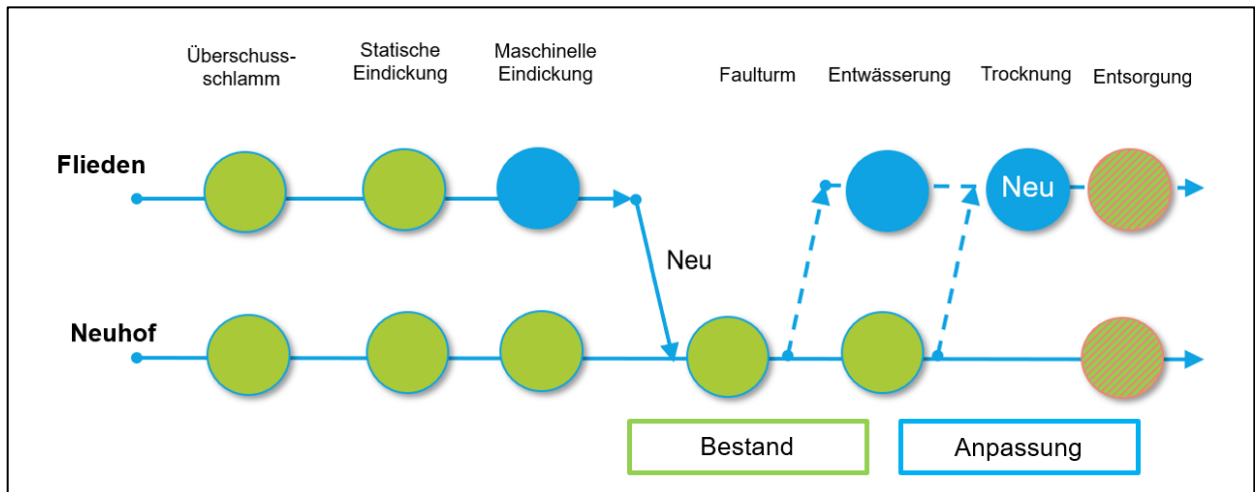 Überschuss-
schlamm
Statische
Eindickung
Maschinelle
Eindickung
Faulturm
Entwässerung
Trocknung
Entsorgung
Flieden
Neu
Neu
Neuhof
Bestand
Anpassung